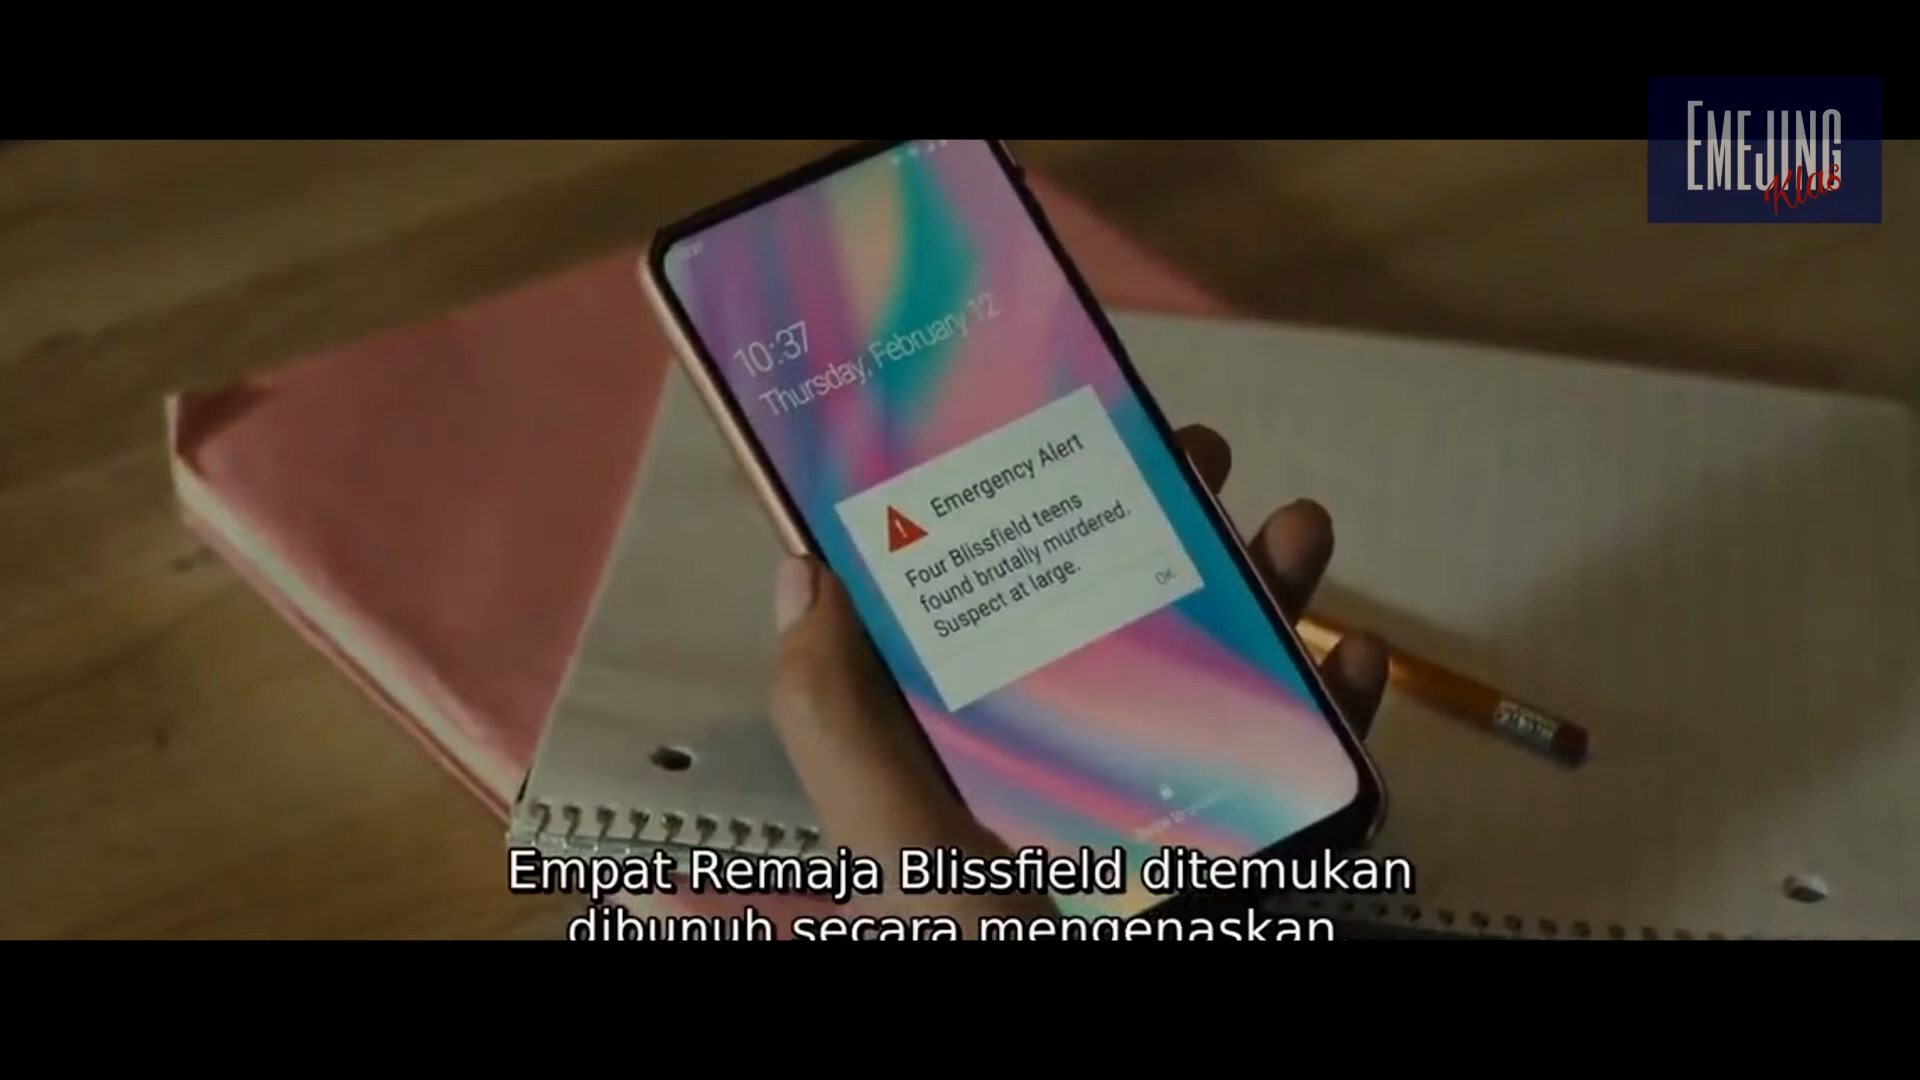 EMEJING
Klas
10:37
Thursday, February 12
Emergency Alert
Four Blissfield teens
found brutally murdered.
Suspect at large.
OK
Empat Remaja Blissfield ditemukan
dibunuh secara mengenaskan.